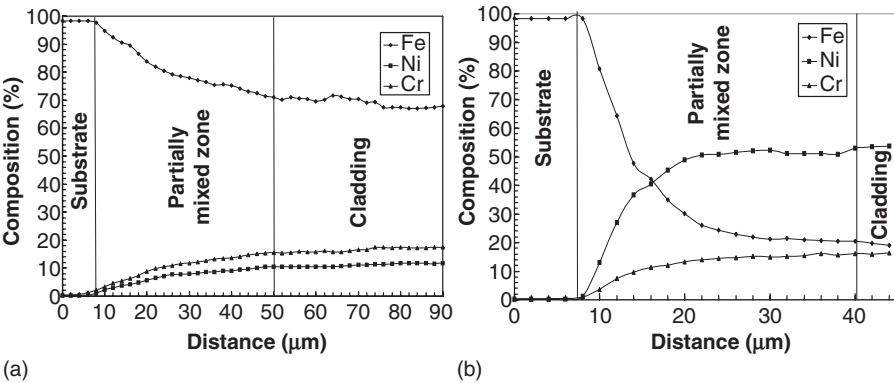 100
90
80
70
60
50
40
30
20
10
0
Composition (%)
Fe
Ni
Cr
Substrate
Partially
mixed zone
Cladding
0 10 20 30 40 50 60 70 80 90
Distance (μm)
(a)
100
90
80
70
60
50
40
30
20
10
0
Composition (%)
Fe
Ni
Cr
Substrate
Partially
mixed zone
Cladding
0 10 20 30 40
Distance (μm)
(b)